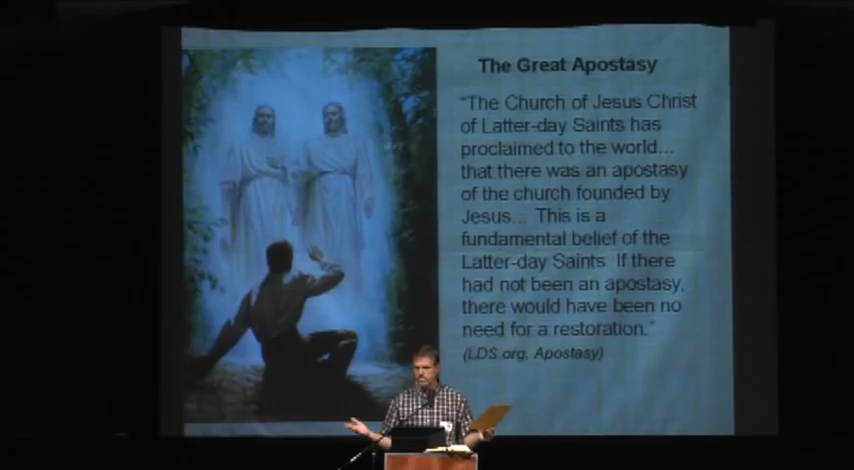 The Great Apostasy
"The Church of Jesus Christ
of Latter-day Saints has
proclaimed to the world...
that there was an apostasy
of the church founded by
Jesus... This is a
fundamental belief of the
Latter-day Saints. If there
had not been an apostasy,
there would have been no
need for a restoration."
(LDS.org, Apostasy)